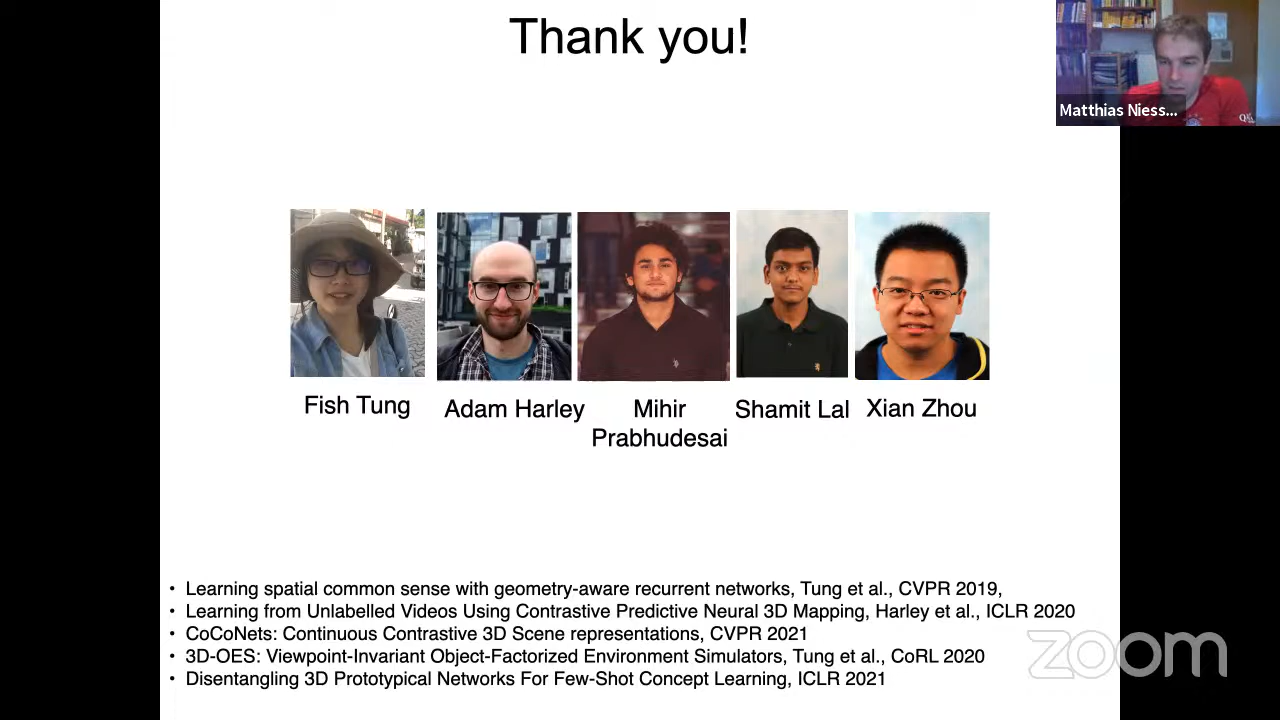 Thank you!
Matthias Niess...
Fish Tung
Adam Harley
Mihir
Prabhudesai
Shamit Lal
Xian Zhou
• Learning spatial common sense with geometry-aware recurrent networks, Tung et al., CVPR 2019,
• Learning from Unlabelled Videos Using Contrastive Predictive Neural 3D Mapping, Harley et al., ICLR 2020
• CoCoNets: Continuous Contrastive 3D Scene representations, CVPR 2021
• 3D-OES: Viewpoint-Invariant Object-Factorized Environment Simulators, Tung et al., CoRL 2020
• Disentangling 3D Prototypical Networks For Few-Shot Concept Learning, ICLR 2021
zoom